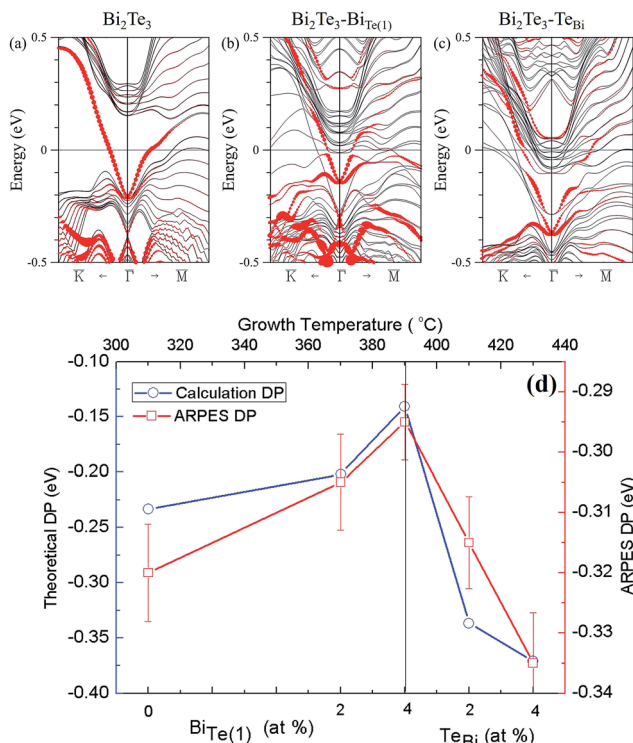 Bi2Te3 Bi2Te3-BiTe(1) Bi2Te3-TeBi
(a) (b) (c)
0.5 0.5 0.5
Energy (eV) Energy (eV) Energy (eV)
0 0 0
-0.5 -0.5 -0.5
K̅ ← Γ̅ → M̅ K̅ ← Γ̅ → M̅ K̅ ← Γ̅ → M̅
Growth Temperature ( °C)
300 320 340 360 380 400 420 440
(d)
Calculation DP
ARPES DP
Theoretical DP (eV)
-0.10
-0.15
-0.20
-0.25
-0.30
-0.35
-0.40
ARPES DP (eV)
-0.29
-0.30
-0.31
-0.32
-0.33
-0.34
0 2 4 2 4
BiTe(1) (at %) TeBi (at %)